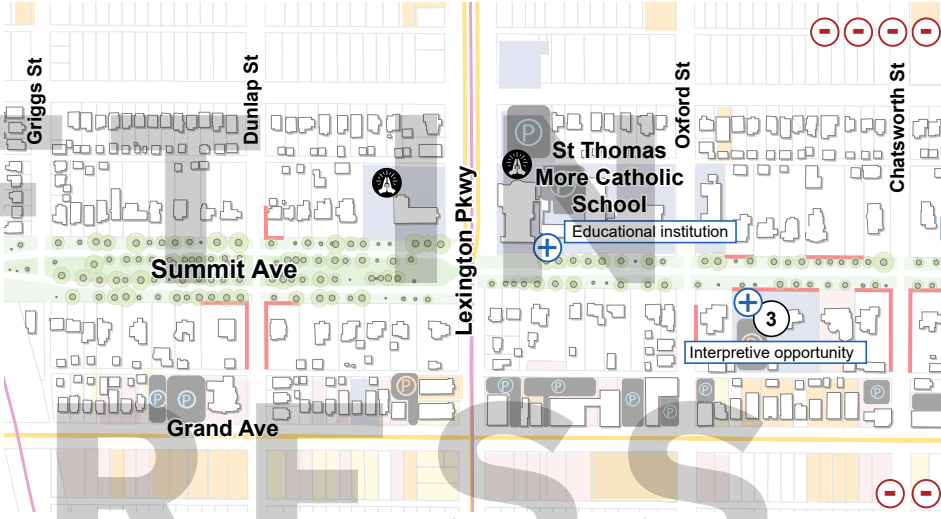 Griggs St
Dunlap St
Lexington Pkwy
Oxford St
Chatsworth St
St Thomas
More Catholic
School
Educational institution
Summit Ave
3
Interpretive opportunity
P
P
P
P
P
P
P
P
P
P
P
P
Grand Ave
RESS